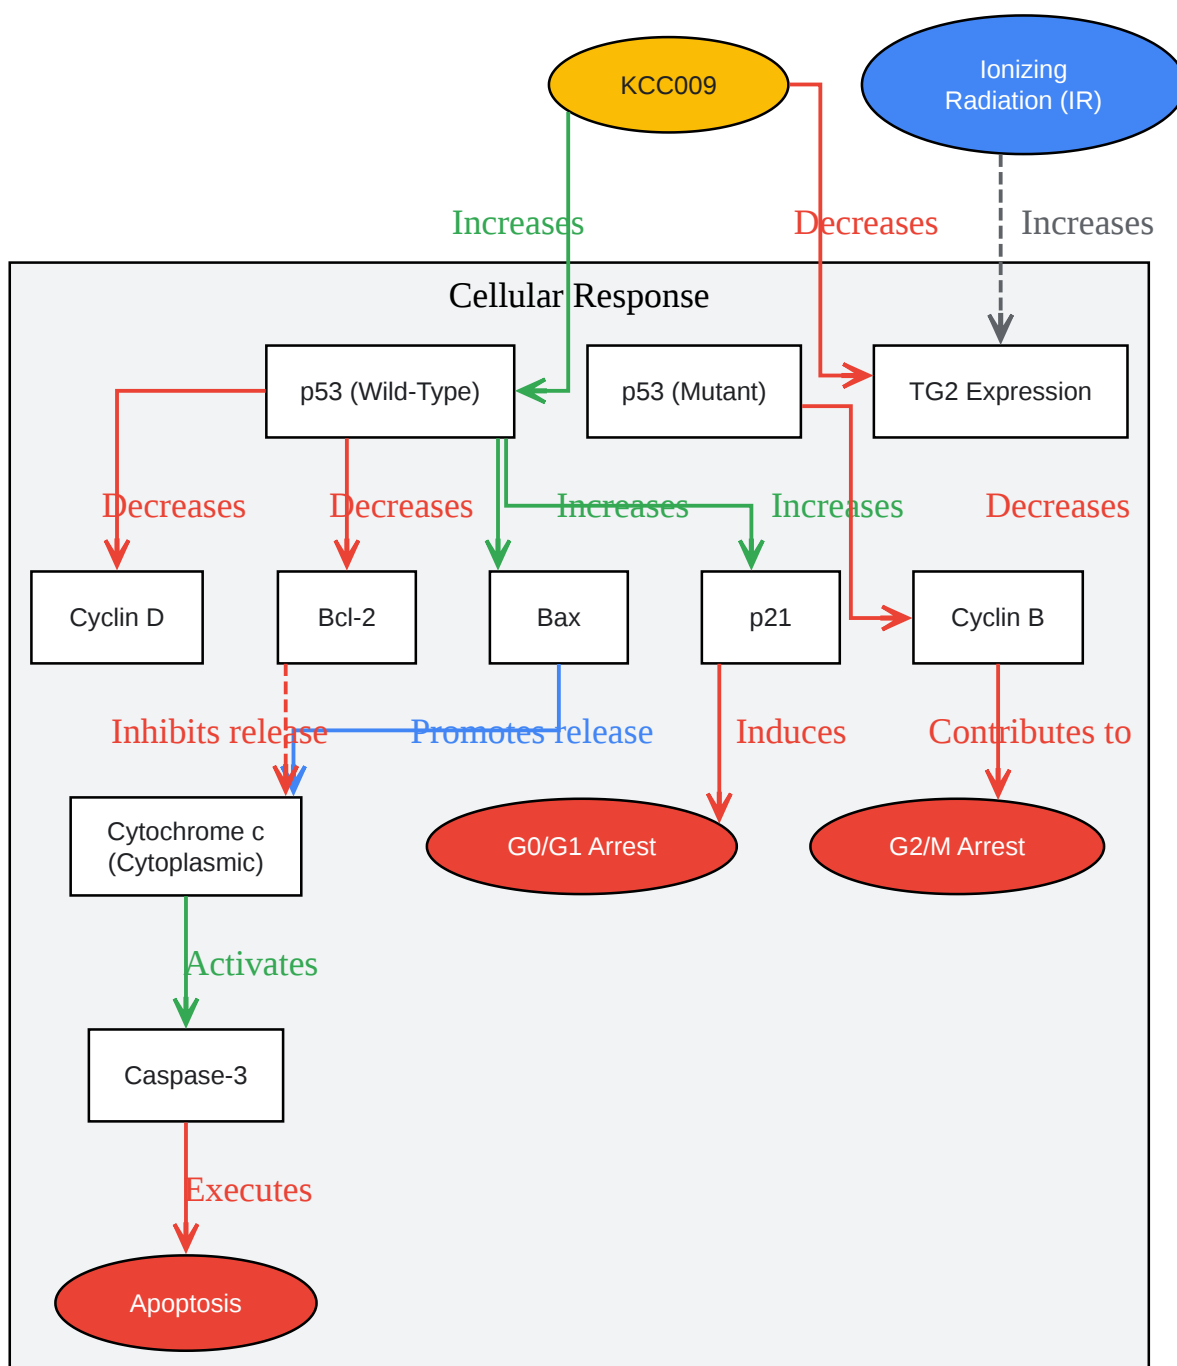 KCC009
Ionizing
Radiation (IR)
Increases
Decreases
Increases
Cellular Response
p53 (Wild-Type)
p53 (Mutant)
TG2 Expression
Decreases
Decreases
Increases
Increases
Decreases
Cyclin D
Bcl-2
Bax
p21
Cyclin B
Inhibits release
Promotes release
Induces
Contributes to
Cytochrome c
(Cytoplasmic)
G0/G1 Arrest
G2/M Arrest
Activates
Caspase-3
Executes
Apoptosis